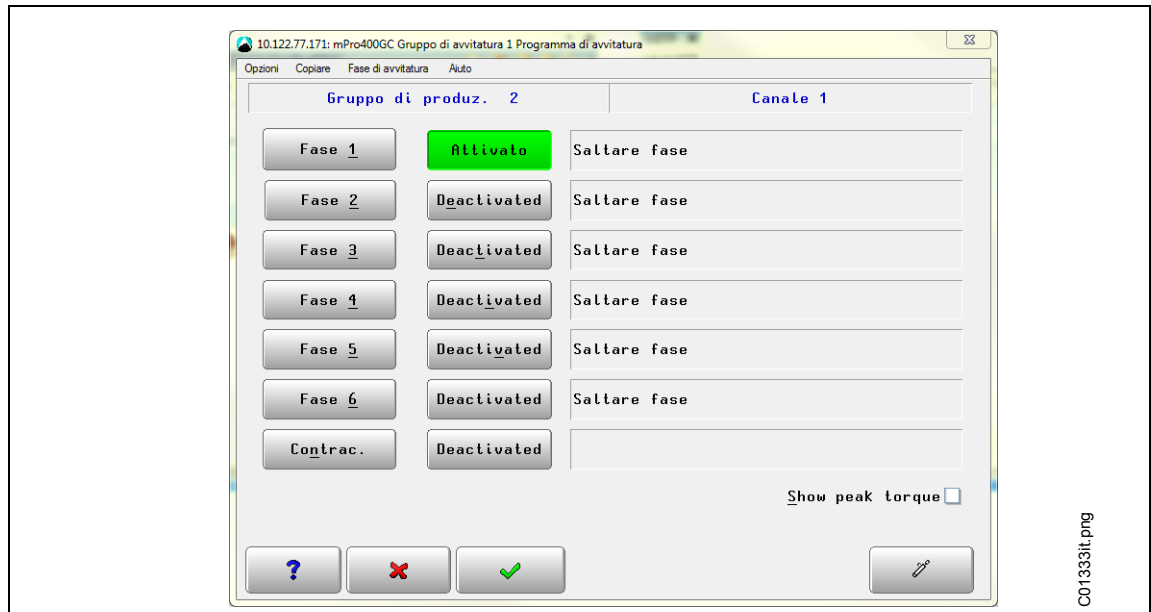 10.122.77.171: mPro400GC Gruppo di avvitatura 1 Programma di avvitatura
Opzioni Copiare Fase di avvitatura Aiuto
Gruppo di produz. 2 Canale 1
Fase 1 Attivato Saltare fase
Fase 2 Deactivated Saltare fase
Fase 3 Deactivated Saltare fase
Fase 4 Deactivated Saltare fase
Fase 5 Deactivated Saltare fase
Fase 6 Deactivated Saltare fase
Contrac. Deactivated
Show peak torque
?
C01333it.png